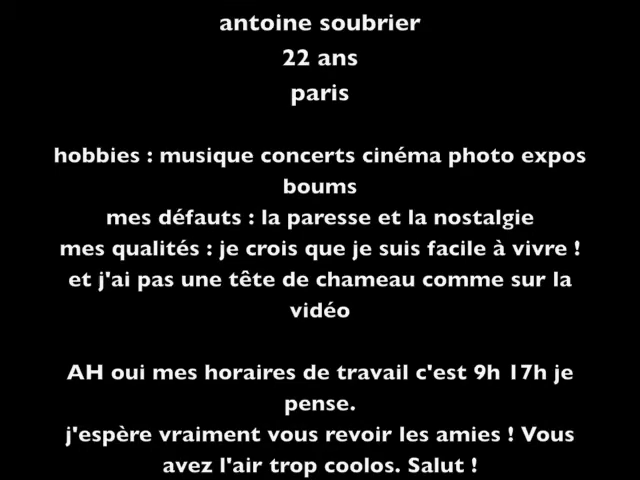 antoine soubrier
22 ans
paris
hobbies : musique concerts cinéma photo expos
boums
mes défauts : la paresse et la nostalgie
mes qualités : je crois que je suis facile à vivre !
et j'ai pas une tête de chameau comme sur la
vidéo
AH oui mes horaires de travail c'est 9h 17h je
pense.
j'espère vraiment vous revoir les amies ! Vous
avez l'air trop coolos. Salut !